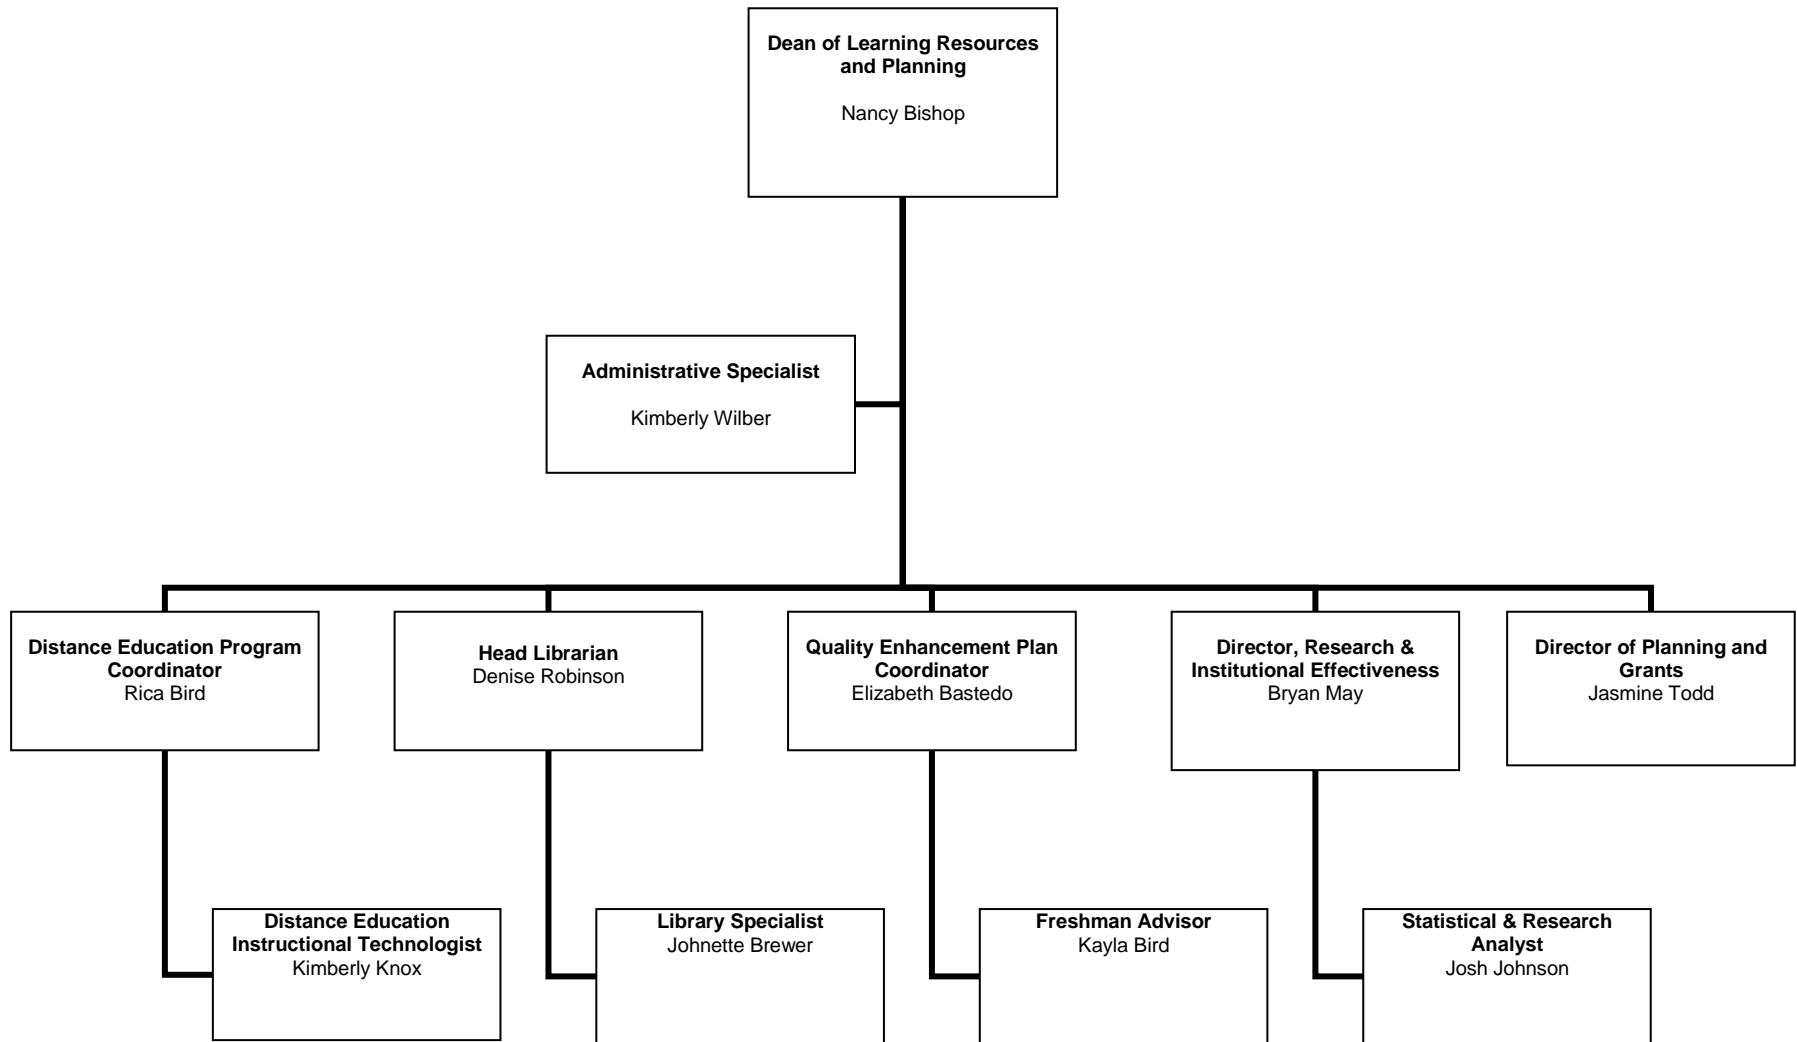 Dean of Learning Resources
and Planning
Nancy Bishop
Administrative Specialist
Kimberly Wilber
Distance Education Program
Coordinator
Rica Bird
Head Librarian
Denise Robinson
Quality Enhancement Plan
Coordinator
Elizabeth Bastedo
Director, Research &
Institutional Effectiveness
Bryan May
Director of Planning and
Grants
Jasmine Todd
Distance Education
Instructional Technologist
Kimberly Knox
Library Specialist
Johnette Brewer
Freshman Advisor
Kayla Bird
Statistical & Research
Analyst
Josh Johnson